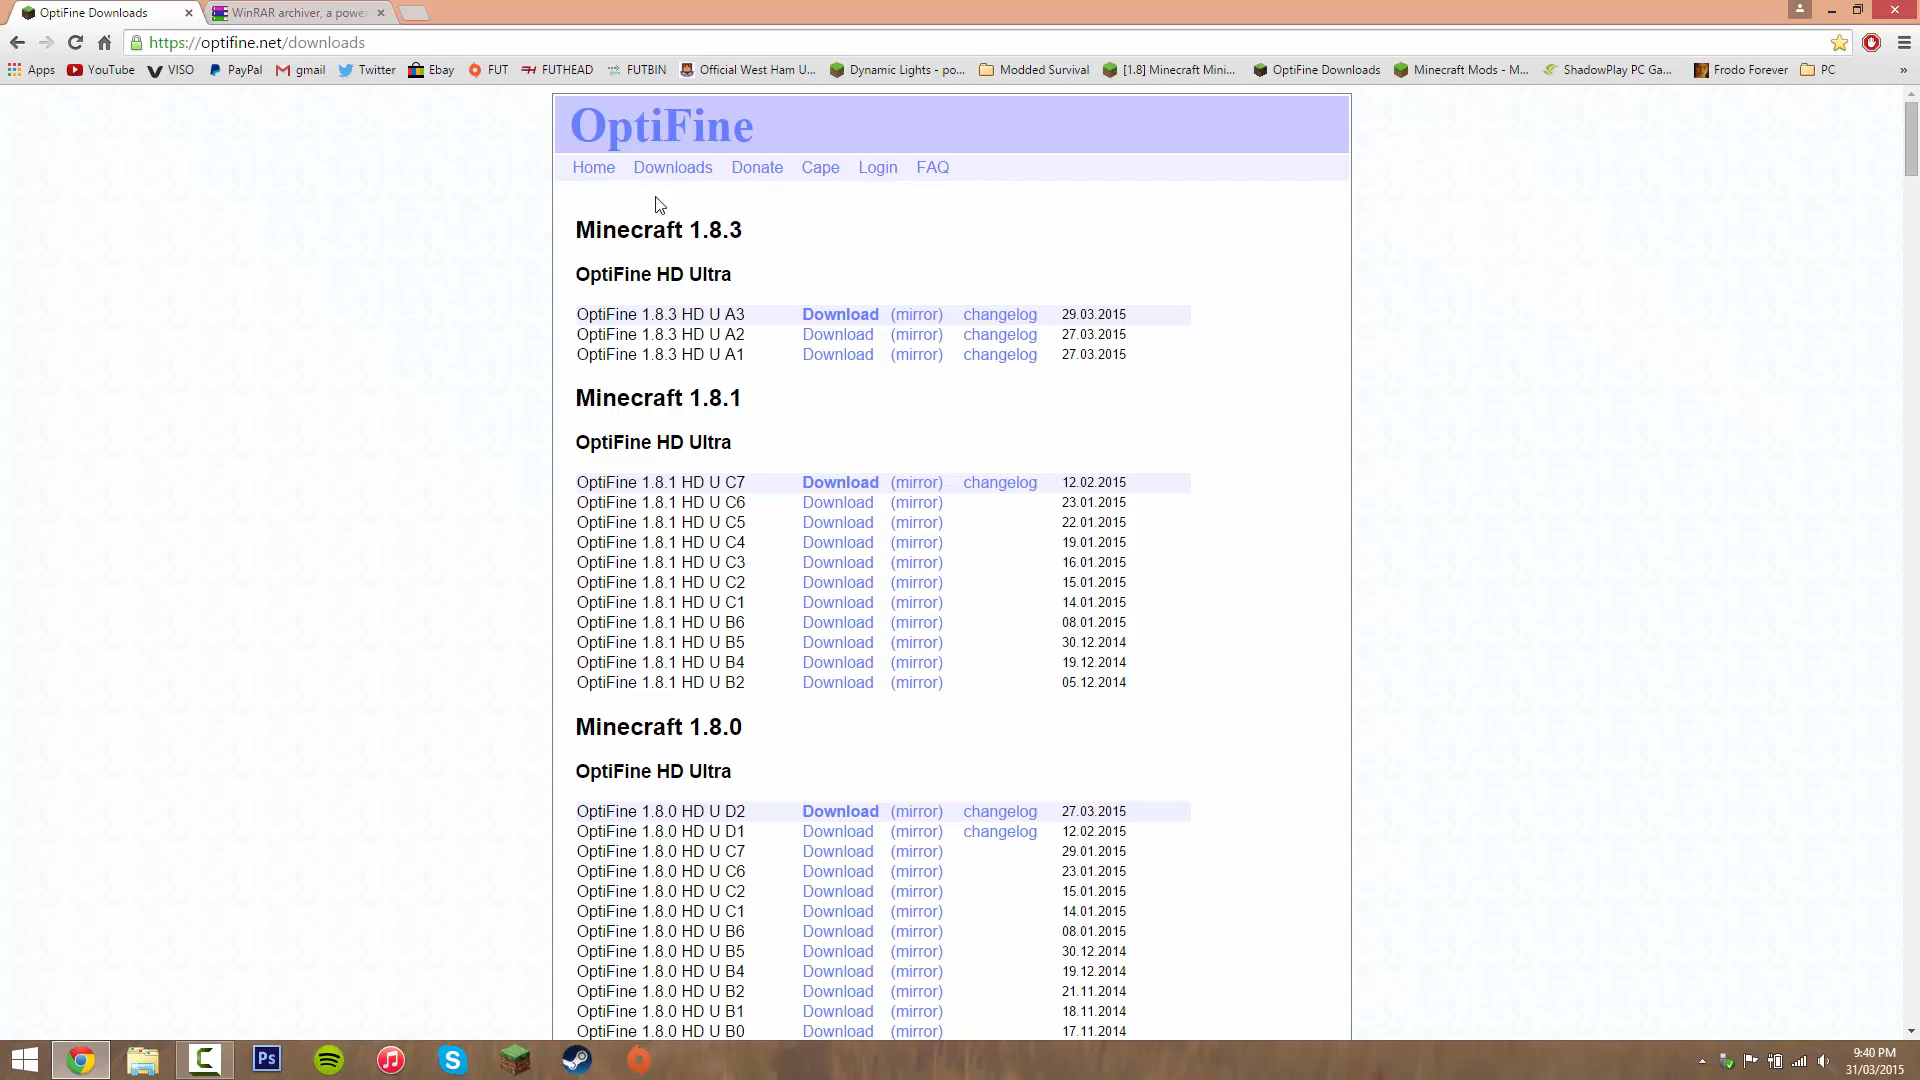 OptiFine Downloads
WinRAR archiver, a powe
https://optifine.net/downloads
Apps YouTube VISO PayPal gmail Twitter Ebay FUT FUTHEAD FUTBIN Official West Ham U... Dynamic Lights - po... Modded Survival [1.8] Minecraft Mini... OptiFine Downloads Minecraft Mods - M... ShadowPlay PC Ga... Frodo Forever PC »
OptiFine
Home Downloads Donate Cape Login FAQ
Minecraft 1.8.3
OptiFine HD Ultra
OptiFine 1.8.3 HD U A3 Download (mirror) changelog 29.03.2015
OptiFine 1.8.3 HD U A2 Download (mirror) changelog 27.03.2015
OptiFine 1.8.3 HD U A1 Download (mirror) changelog 27.03.2015
Minecraft 1.8.1
OptiFine HD Ultra
OptiFine 1.8.1 HD U C7 Download (mirror) changelog 12.02.2015
OptiFine 1.8.1 HD U C6 Download (mirror) 23.01.2015
OptiFine 1.8.1 HD U C5 Download (mirror) 22.01.2015
OptiFine 1.8.1 HD U C4 Download (mirror) 19.01.2015
OptiFine 1.8.1 HD U C3 Download (mirror) 16.01.2015
OptiFine 1.8.1 HD U C2 Download (mirror) 15.01.2015
OptiFine 1.8.1 HD U C1 Download (mirror) 14.01.2015
OptiFine 1.8.1 HD U B6 Download (mirror) 08.01.2015
OptiFine 1.8.1 HD U B5 Download (mirror) 30.12.2014
OptiFine 1.8.1 HD U B4 Download (mirror) 19.12.2014
OptiFine 1.8.1 HD U B2 Download (mirror) 05.12.2014
Minecraft 1.8.0
OptiFine HD Ultra
OptiFine 1.8.0 HD U D2 Download (mirror) changelog 27.03.2015
OptiFine 1.8.0 HD U D1 Download (mirror) changelog 12.02.2015
OptiFine 1.8.0 HD U C7 Download (mirror) 29.01.2015
OptiFine 1.8.0 HD U C6 Download (mirror) 23.01.2015
OptiFine 1.8.0 HD U C2 Download (mirror) 15.01.2015
OptiFine 1.8.0 HD U C1 Download (mirror) 14.01.2015
OptiFine 1.8.0 HD U B6 Download (mirror) 08.01.2015
OptiFine 1.8.0 HD U B5 Download (mirror) 30.12.2014
OptiFine 1.8.0 HD U B4 Download (mirror) 19.12.2014
OptiFine 1.8.0 HD U B2 Download (mirror) 21.11.2014
OptiFine 1.8.0 HD U B1 Download (mirror) 18.11.2014
OptiFine 1.8.0 HD U B0 Download (mirror) 17.11.2014
Ps
9:40 PM
31/03/2015